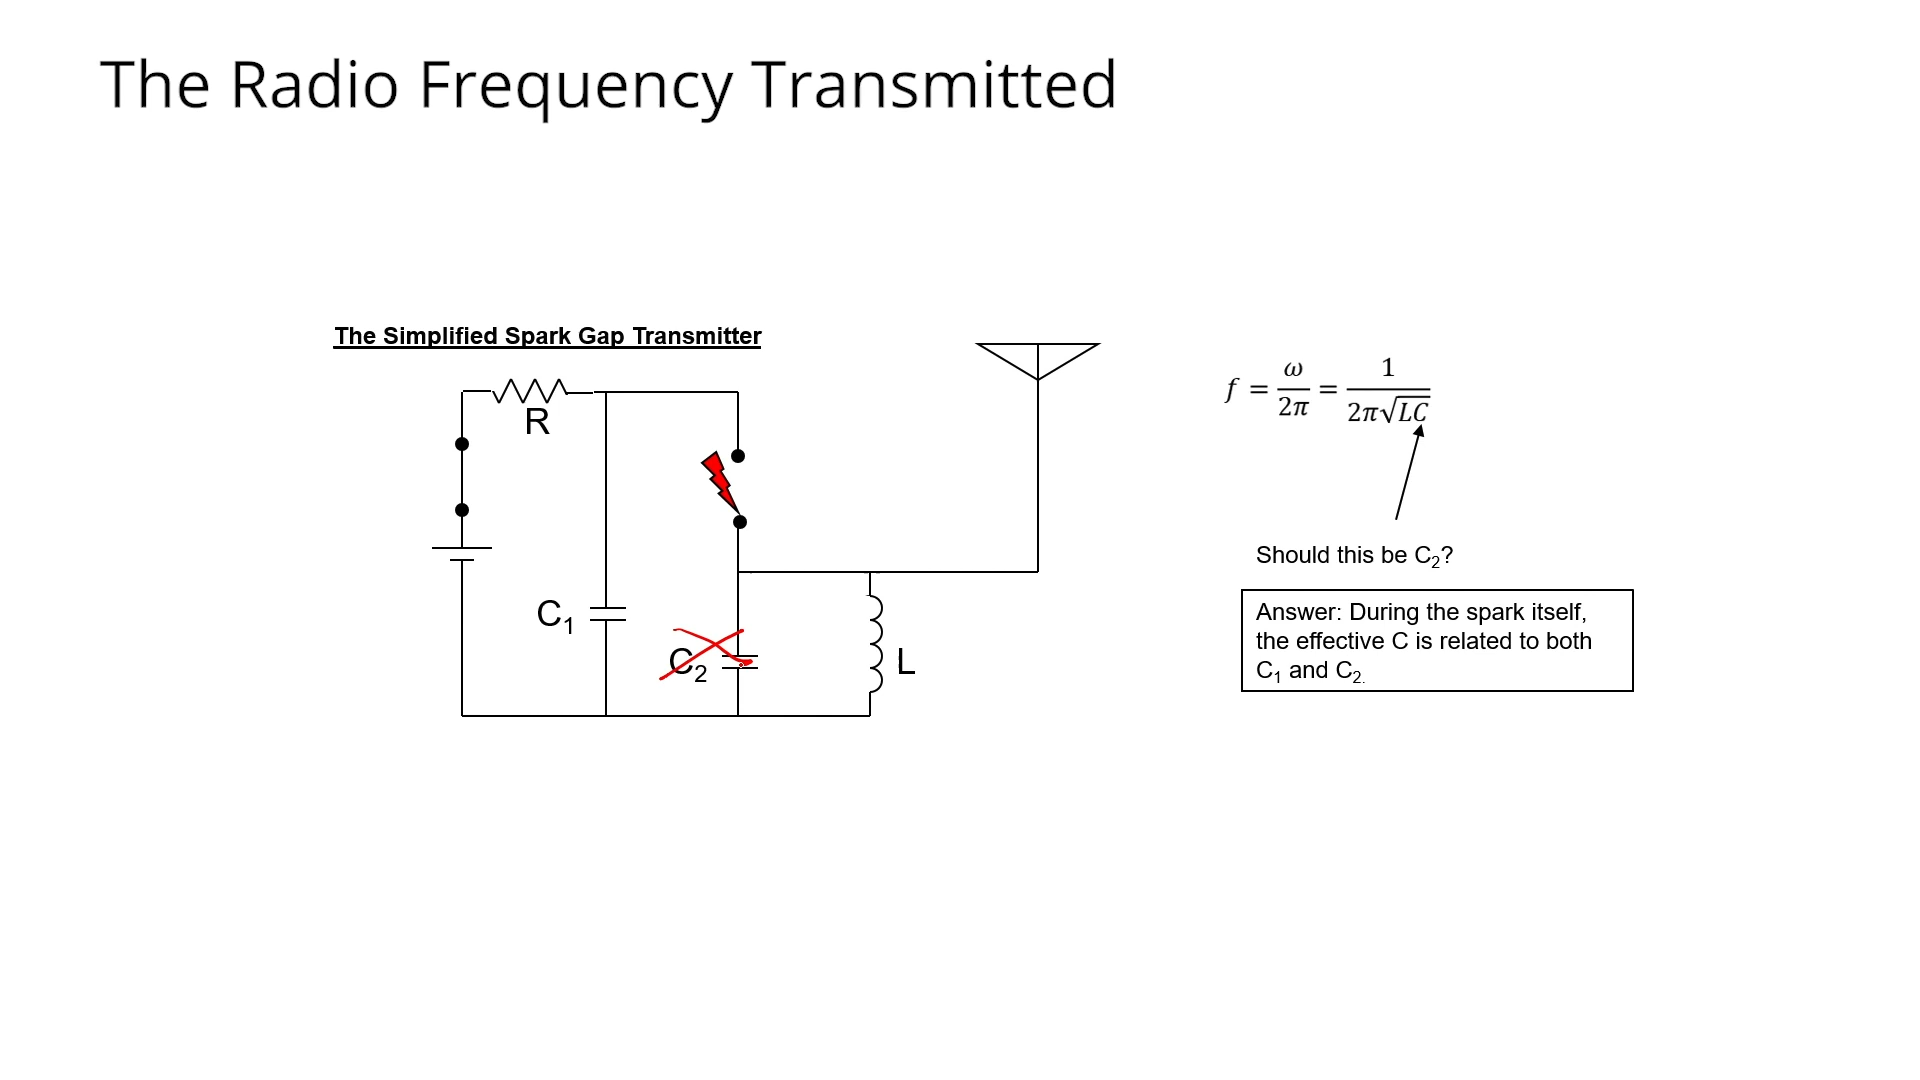 The Radio Frequency Transmitted
The Simplified Spark Gap Transmitter
R
C₁
C₂
L
f = ω/2π = 1/2π√LC
Should this be C₂?
Answer: During the spark itself,
the effective C is related to both
C₁ and C₂.